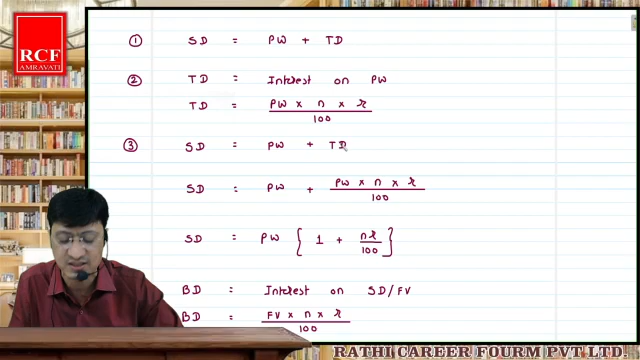 RCF
AMRAVATI
① SD = PW + TD
② TD = Interest on PW
TD = PW × n × r / 100
③ SD = PW + TD
SD = PW + PW × n × r / 100
SD = PW { 1 + nr / 100 }
BD = Interest on SD/FV
BD = FV × n × r / 100
RATHI CAREER FOURM PVT LTD